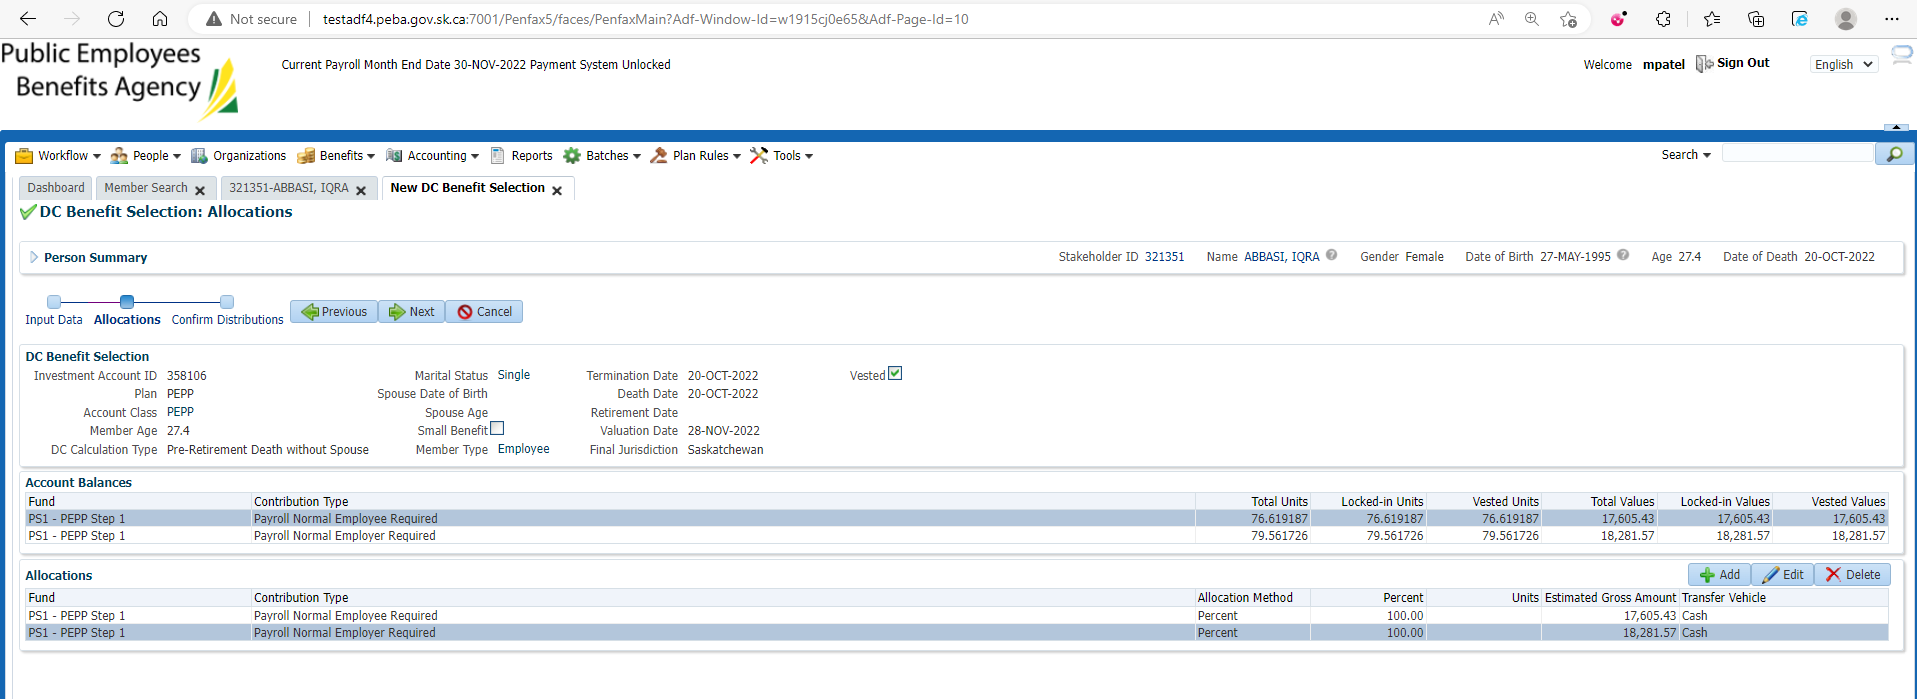 Not secure | testadf4.peba.gov.sk.ca:7001/Penfax5/faces/PenfaxMain?Adf-Window-Id=w1915cj0e65&Adf-Page-Id=10
Public Employees
Benefits Agency
Current Payroll Month End Date 30-NOV-2022 Payment System Unlocked
Welcome mpatel Sign Out English
Workflow People Organizations Benefits Accounting Reports Batches Plan Rules Tools Search
Dashboard Member Search 321351-ABBASI, IQRA New DC Benefit Selection
DC Benefit Selection: Allocations
Person Summary Stakeholder ID 321351 Name ABBASI, IQRA Gender Female Date of Birth 27-MAY-1995 Age 27.4 Date of Death 20-OCT-2022
Input Data Allocations Confirm Distributions Previous Next Cancel
DC Benefit Selection
Investment Account ID 358106 Marital Status Single Termination Date 20-OCT-2022 Vested
Plan PEPP Spouse Date of Birth Death Date 20-OCT-2022
Account Class PEPP Spouse Age Retirement Date
Member Age 27.4 Small Benefit Valuation Date 28-NOV-2022
DC Calculation Type Pre-Retirement Death without Spouse Member Type Employee Final Jurisdiction Saskatchewan
Account Balances
Fund Contribution Type Total Units Locked-in Units Vested Units Total Values Locked-in Values Vested Values
PS1 - PEPP Step 1 Payroll Normal Employee Required 76.619187 76.619187 76.619187 17,605.43 17,605.43 17,605.43
PS1 - PEPP Step 1 Payroll Normal Employer Required 79.561726 79.561726 79.561726 18,281.57 18,281.57 18,281.57
Allocations Add Edit Delete
Fund Contribution Type Allocation Method Percent Units Estimated Gross Amount Transfer Vehicle
PS1 - PEPP Step 1 Payroll Normal Employee Required Percent 100.00 17,605.43 Cash
PS1 - PEPP Step 1 Payroll Normal Employer Required Percent 100.00 18,281.57 Cash